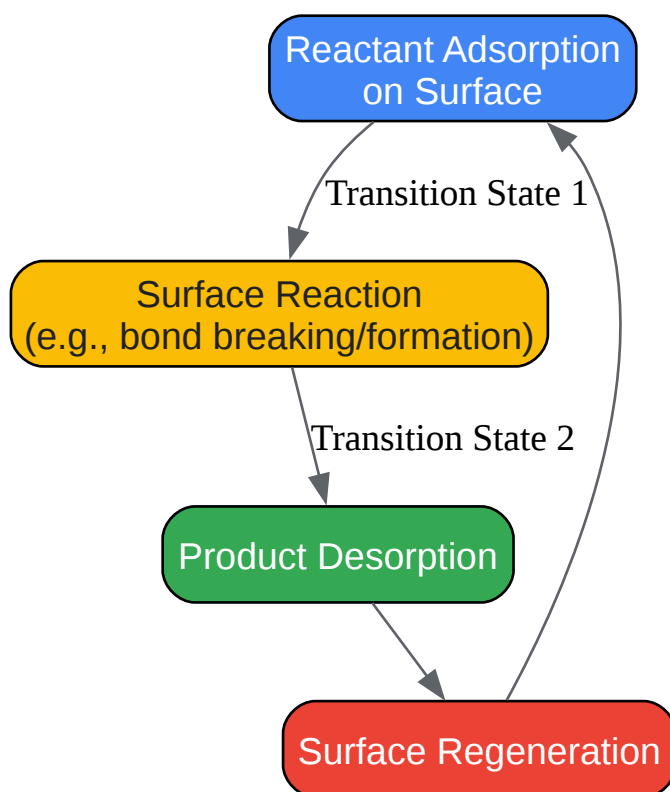 Reactant Adsorption
on Surface
Transition State 1
Surface Reaction
(e.g., bond breaking/formation)
Transition State 2
Product Desorption
Surface Regeneration